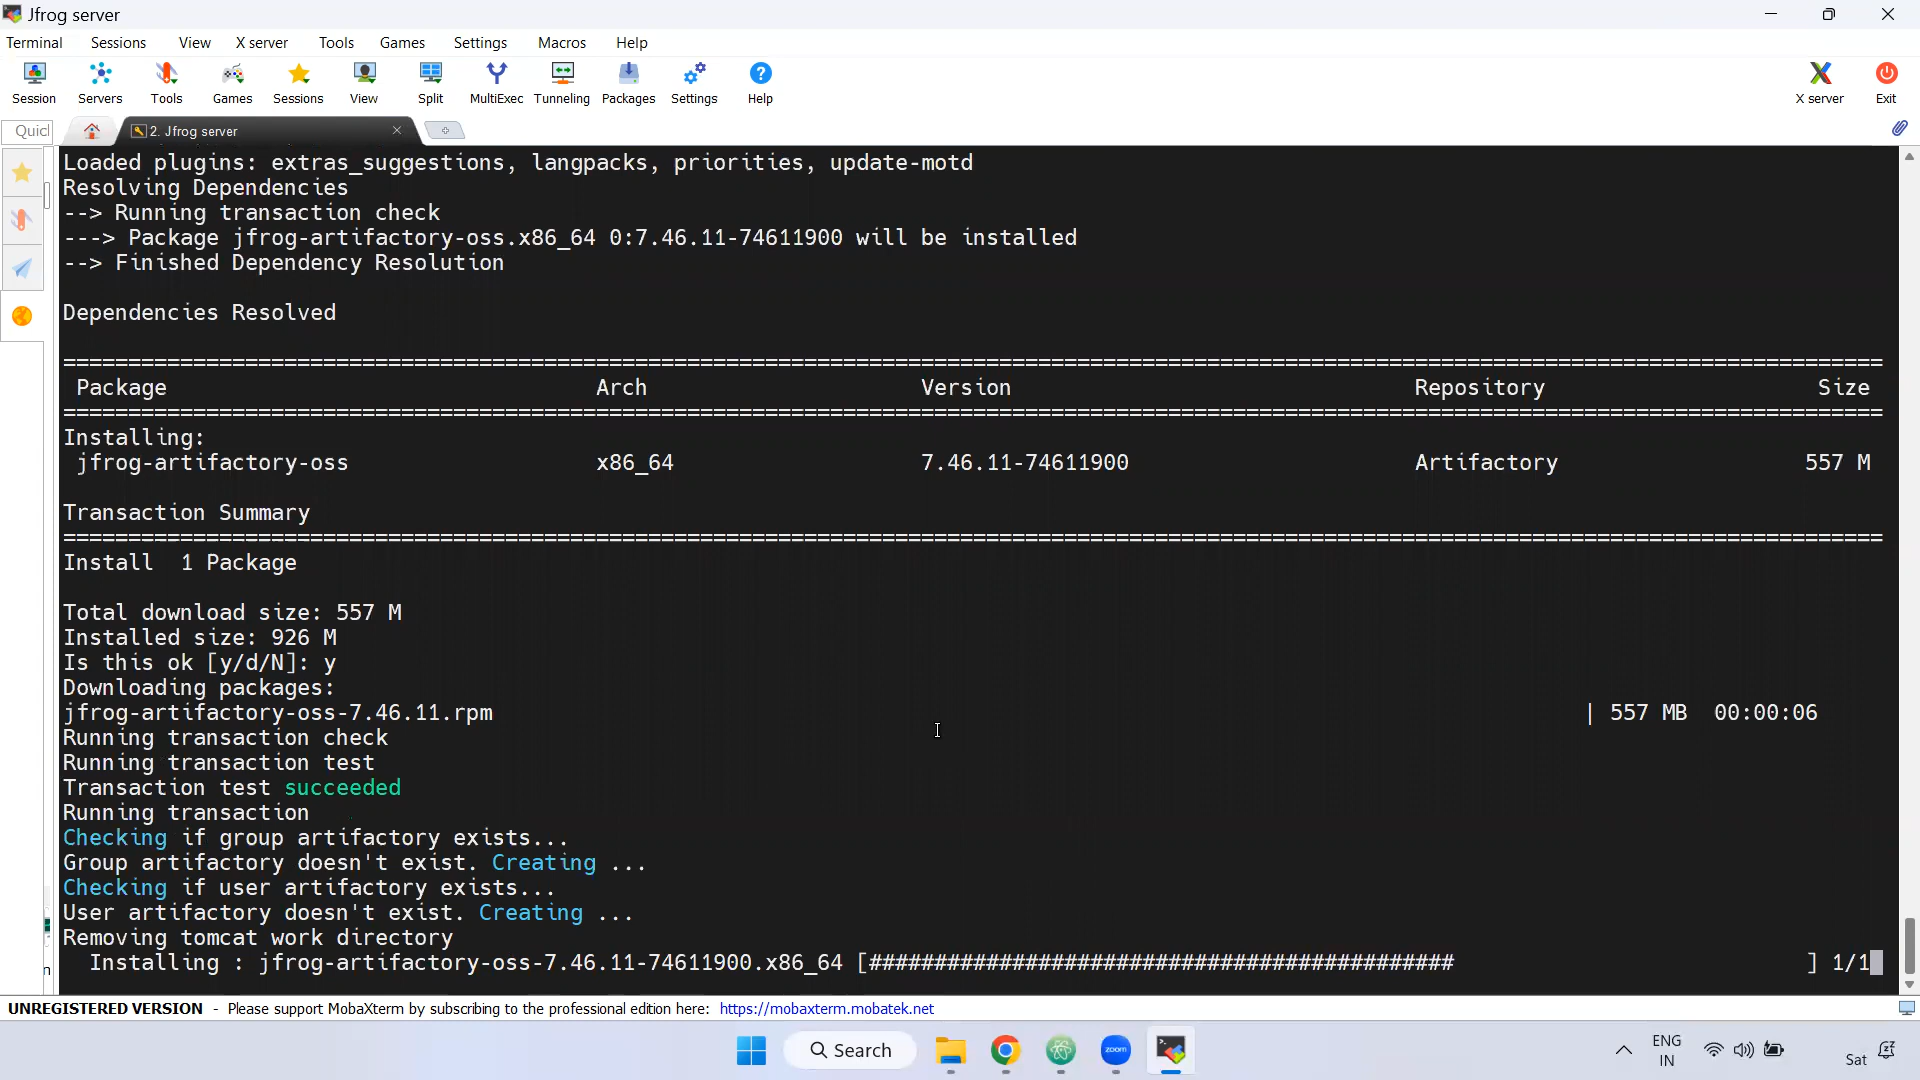 Jfrog server
Terminal Sessions View X server Tools Games Settings Macros Help
Session Servers Tools Games Sessions View Split MultiExec Tunneling Packages Settings Help X server Exit
Quicl 2. Jfrog server
Loaded plugins: extras_suggestions, langpacks, priorities, update-motd
Resolving Dependencies
--> Running transaction check
---> Package jfrog-artifactory-oss.x86_64 0:7.46.11-74611900 will be installed
--> Finished Dependency Resolution
Dependencies Resolved
Package Arch Version Repository Size
Installing:
jfrog-artifactory-oss x86_64 7.46.11-74611900 Artifactory 557 M
Transaction Summary
Install 1 Package
Total download size: 557 M
Installed size: 926 M
Is this ok [y/d/N]: y
Downloading packages:
jfrog-artifactory-oss-7.46.11.rpm | 557 MB 00:00:06
Running transaction check
Running transaction test
Transaction test succeeded
Running transaction
Checking if group artifactory exists...
Group artifactory doesn't exist. Creating ...
Checking if user artifactory exists...
User artifactory doesn't exist. Creating ...
Removing tomcat work directory
Installing : jfrog-artifactory-oss-7.46.11-74611900.x86_64 [############################################# ] 1/1
UNREGISTERED VERSION - Please support MobaXterm by subscribing to the professional edition here: https://mobaxterm.mobatek.net
Search zoom ENG
IN
Sat